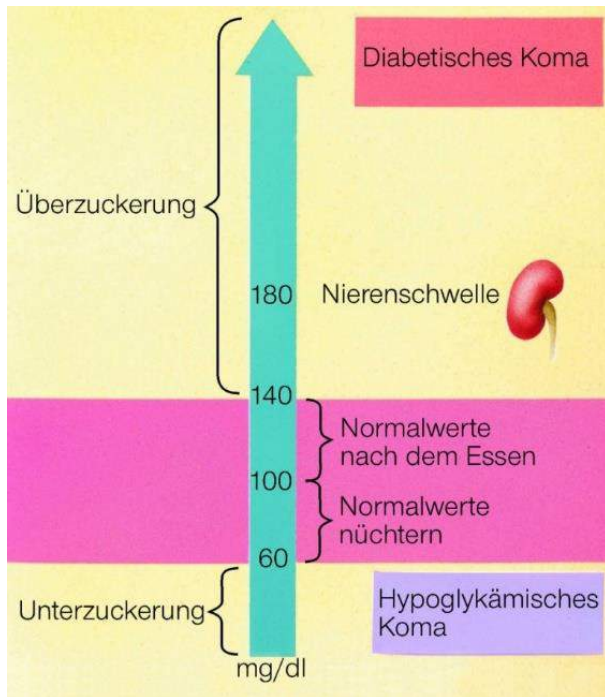 Diabetisches Koma
Überzuckerung
180
Nierenschwelle
140
Normalwerte
nach dem Essen
100
Normalwerte
nüchtern
60
Unterzuckerung
Hypoglykämisches
Koma
mg/dl